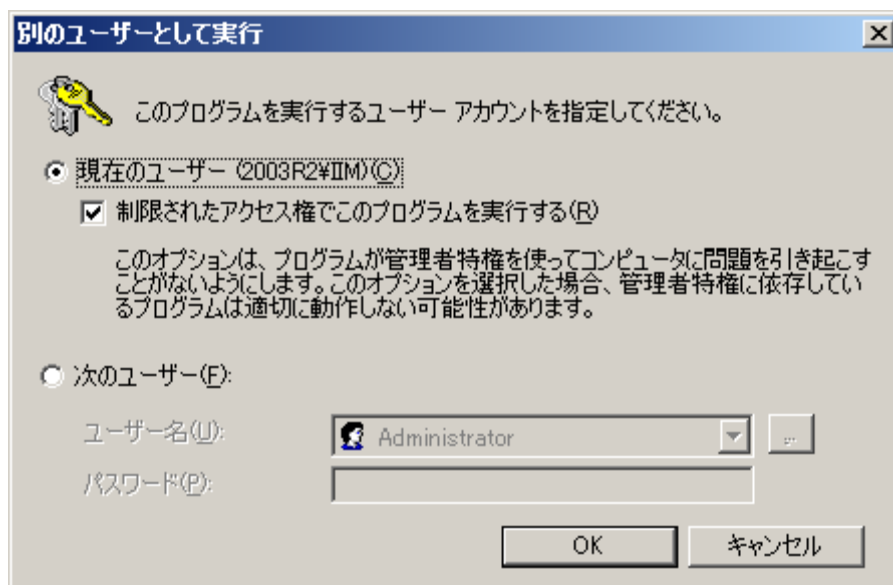 別のユーザーとして実行
このプログラムを実行するユーザー アカウントを指定してください。
現在のユーザー (2003R2¥IIM)(C)
制限されたアクセス権でこのプログラムを実行する(R)
このオプションは、プログラムが管理者特権を使ってコンピュータに問題を引き起こす
ことがないようにします。このオプションを選択した場合、管理者特権に依存してい
るプログラムは適切に動作しない可能性があります。
次のユーザー(F):
ユーザー名(U): Administrator ...
パスワード(P):
OK キャンセル